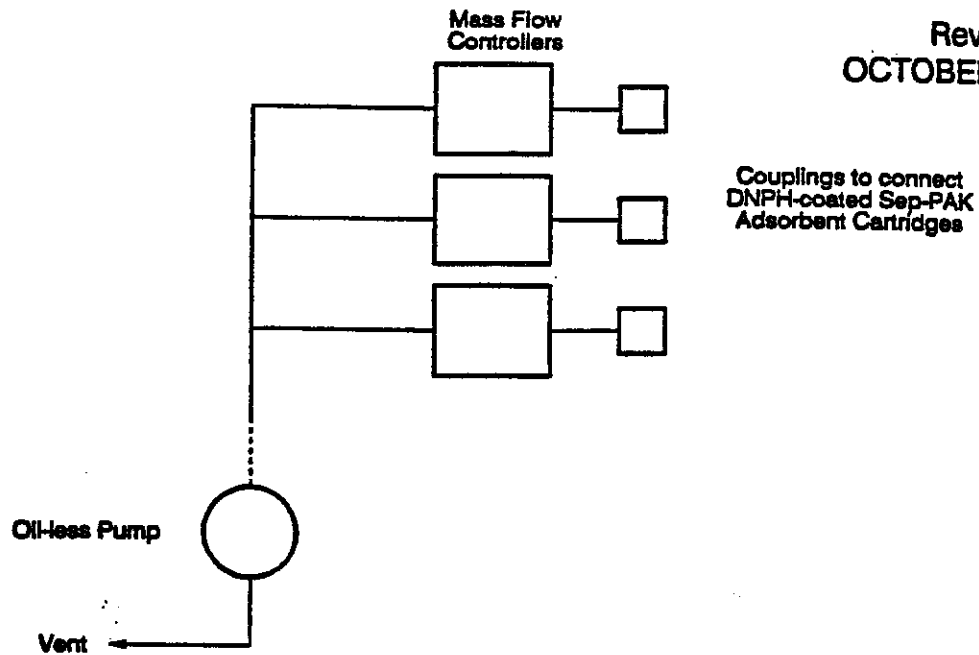 Mass Flow
Controllers
Rev
OCTOBE
Couplings to connect
DNPH-coated Sep-PAK
Adsorbent Cartridges
Oil-less Pump
Vent